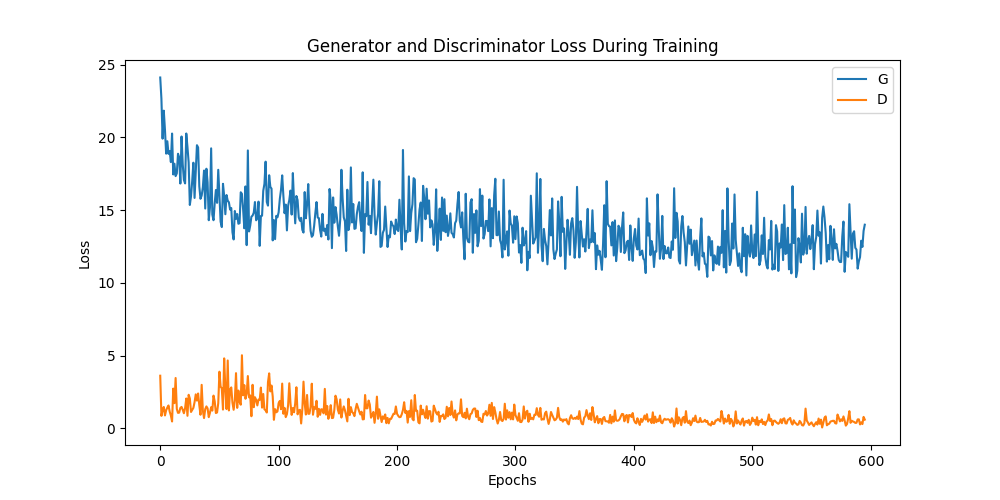 Generator and Discriminator Loss During Training
25
20
15
10
5
0
Loss
G
D
0 100 200 300 400 500 600
Epochs